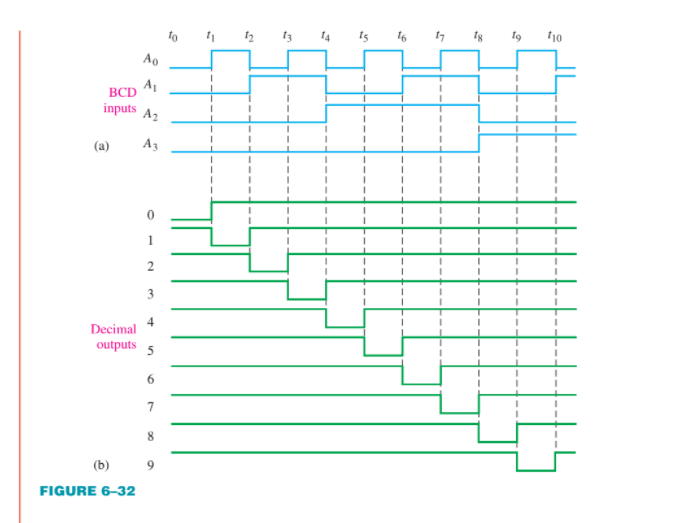 t0 t1 t2 t3 t4 t5 t6 t7 t8 t9 t10
A0
BCD
inputs
A1
A2
(a)
A3
0
1
2
3
Decimal
outputs
4
5
6
7
8
(b)
9
FIGURE 6–32